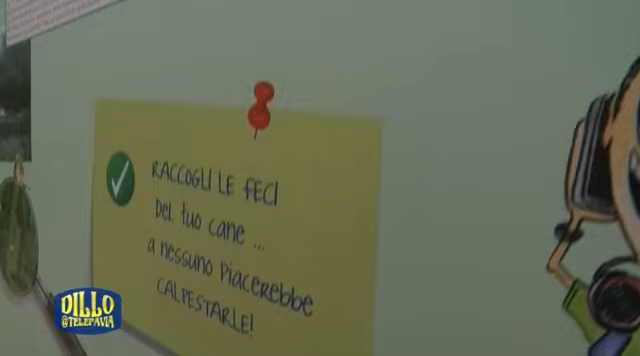 RACCOGLI LE FECI
DEL tuo cane ...
a nessuno piacerebbe
CALPESTARLE!
DILLO
@TELEPAVIA